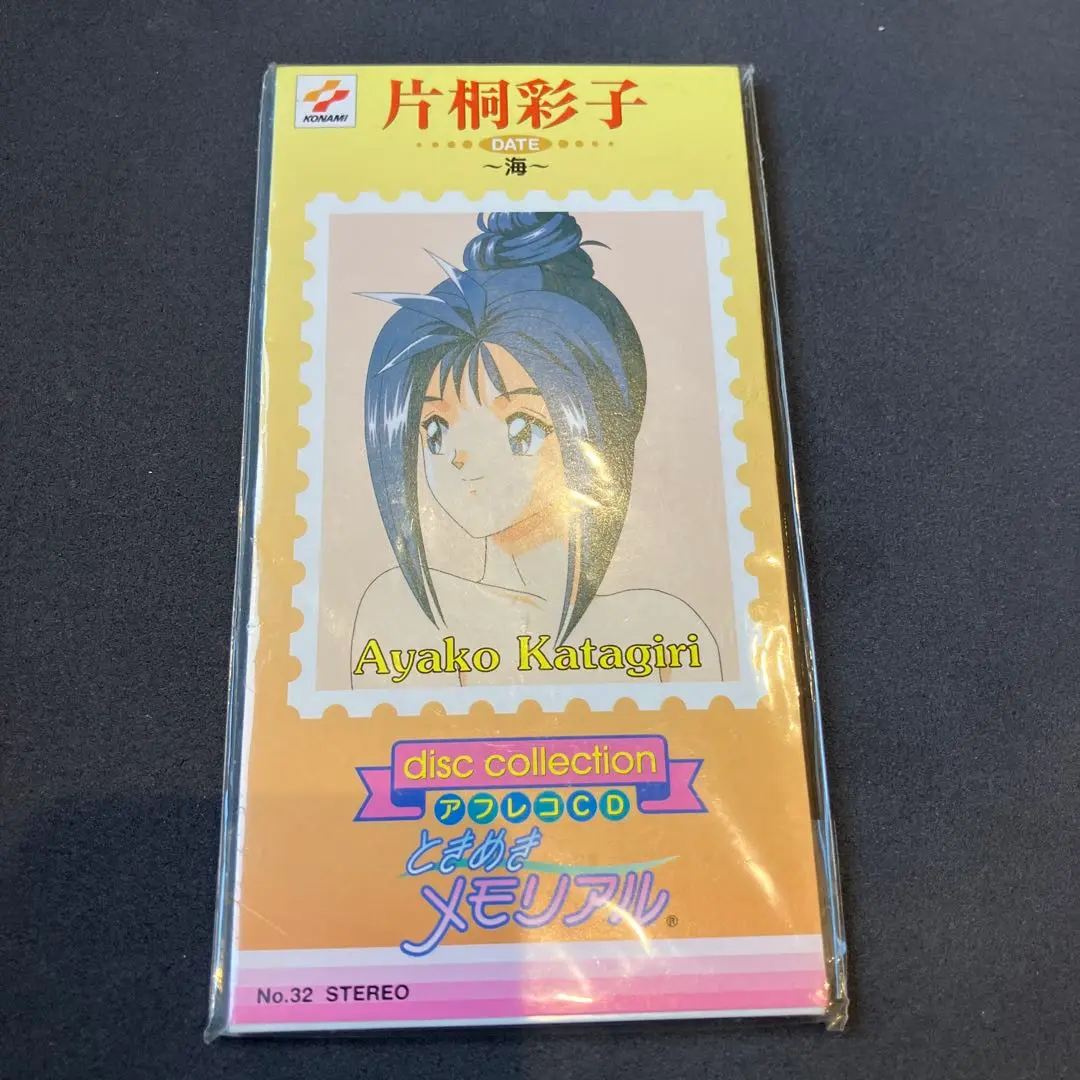 KONAMI
片桐彩子
DATE
～海～
Ayako Katagiri
disc collection
アフレコCD
ときめき
メモリアル®
No.32 STEREO